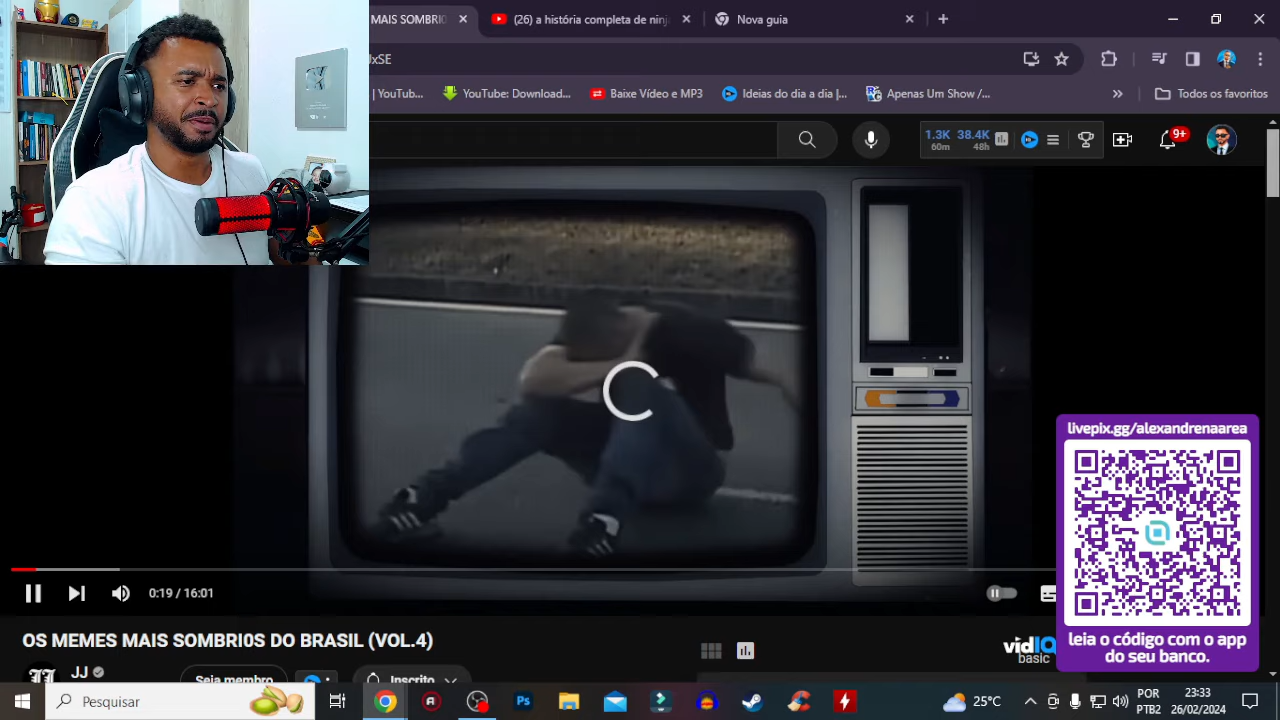 MAIS SOMBRI0
(26) a história completa de ninj
Nova guia
JxSE
| YouTub...
YouTube: Download...
Baixe Vídeo e MP3
Ideias do dia a dia |...
Apenas Um Show /...
»
Todos os favoritos
1.3K 38.4K
60m 48h
9+
livepix.gg/alexandrenaarea
leia o código com o app
do seu banco.
0:19 / 16:01
OS MEMES MAIS SOMBRI0S DO BRASIL (VOL.4)
vidIQ
basic
JJ
Seja membro
Inscrito
Pesquisar
Ps
25°C
POR
PTB2
23:33
26/02/2024